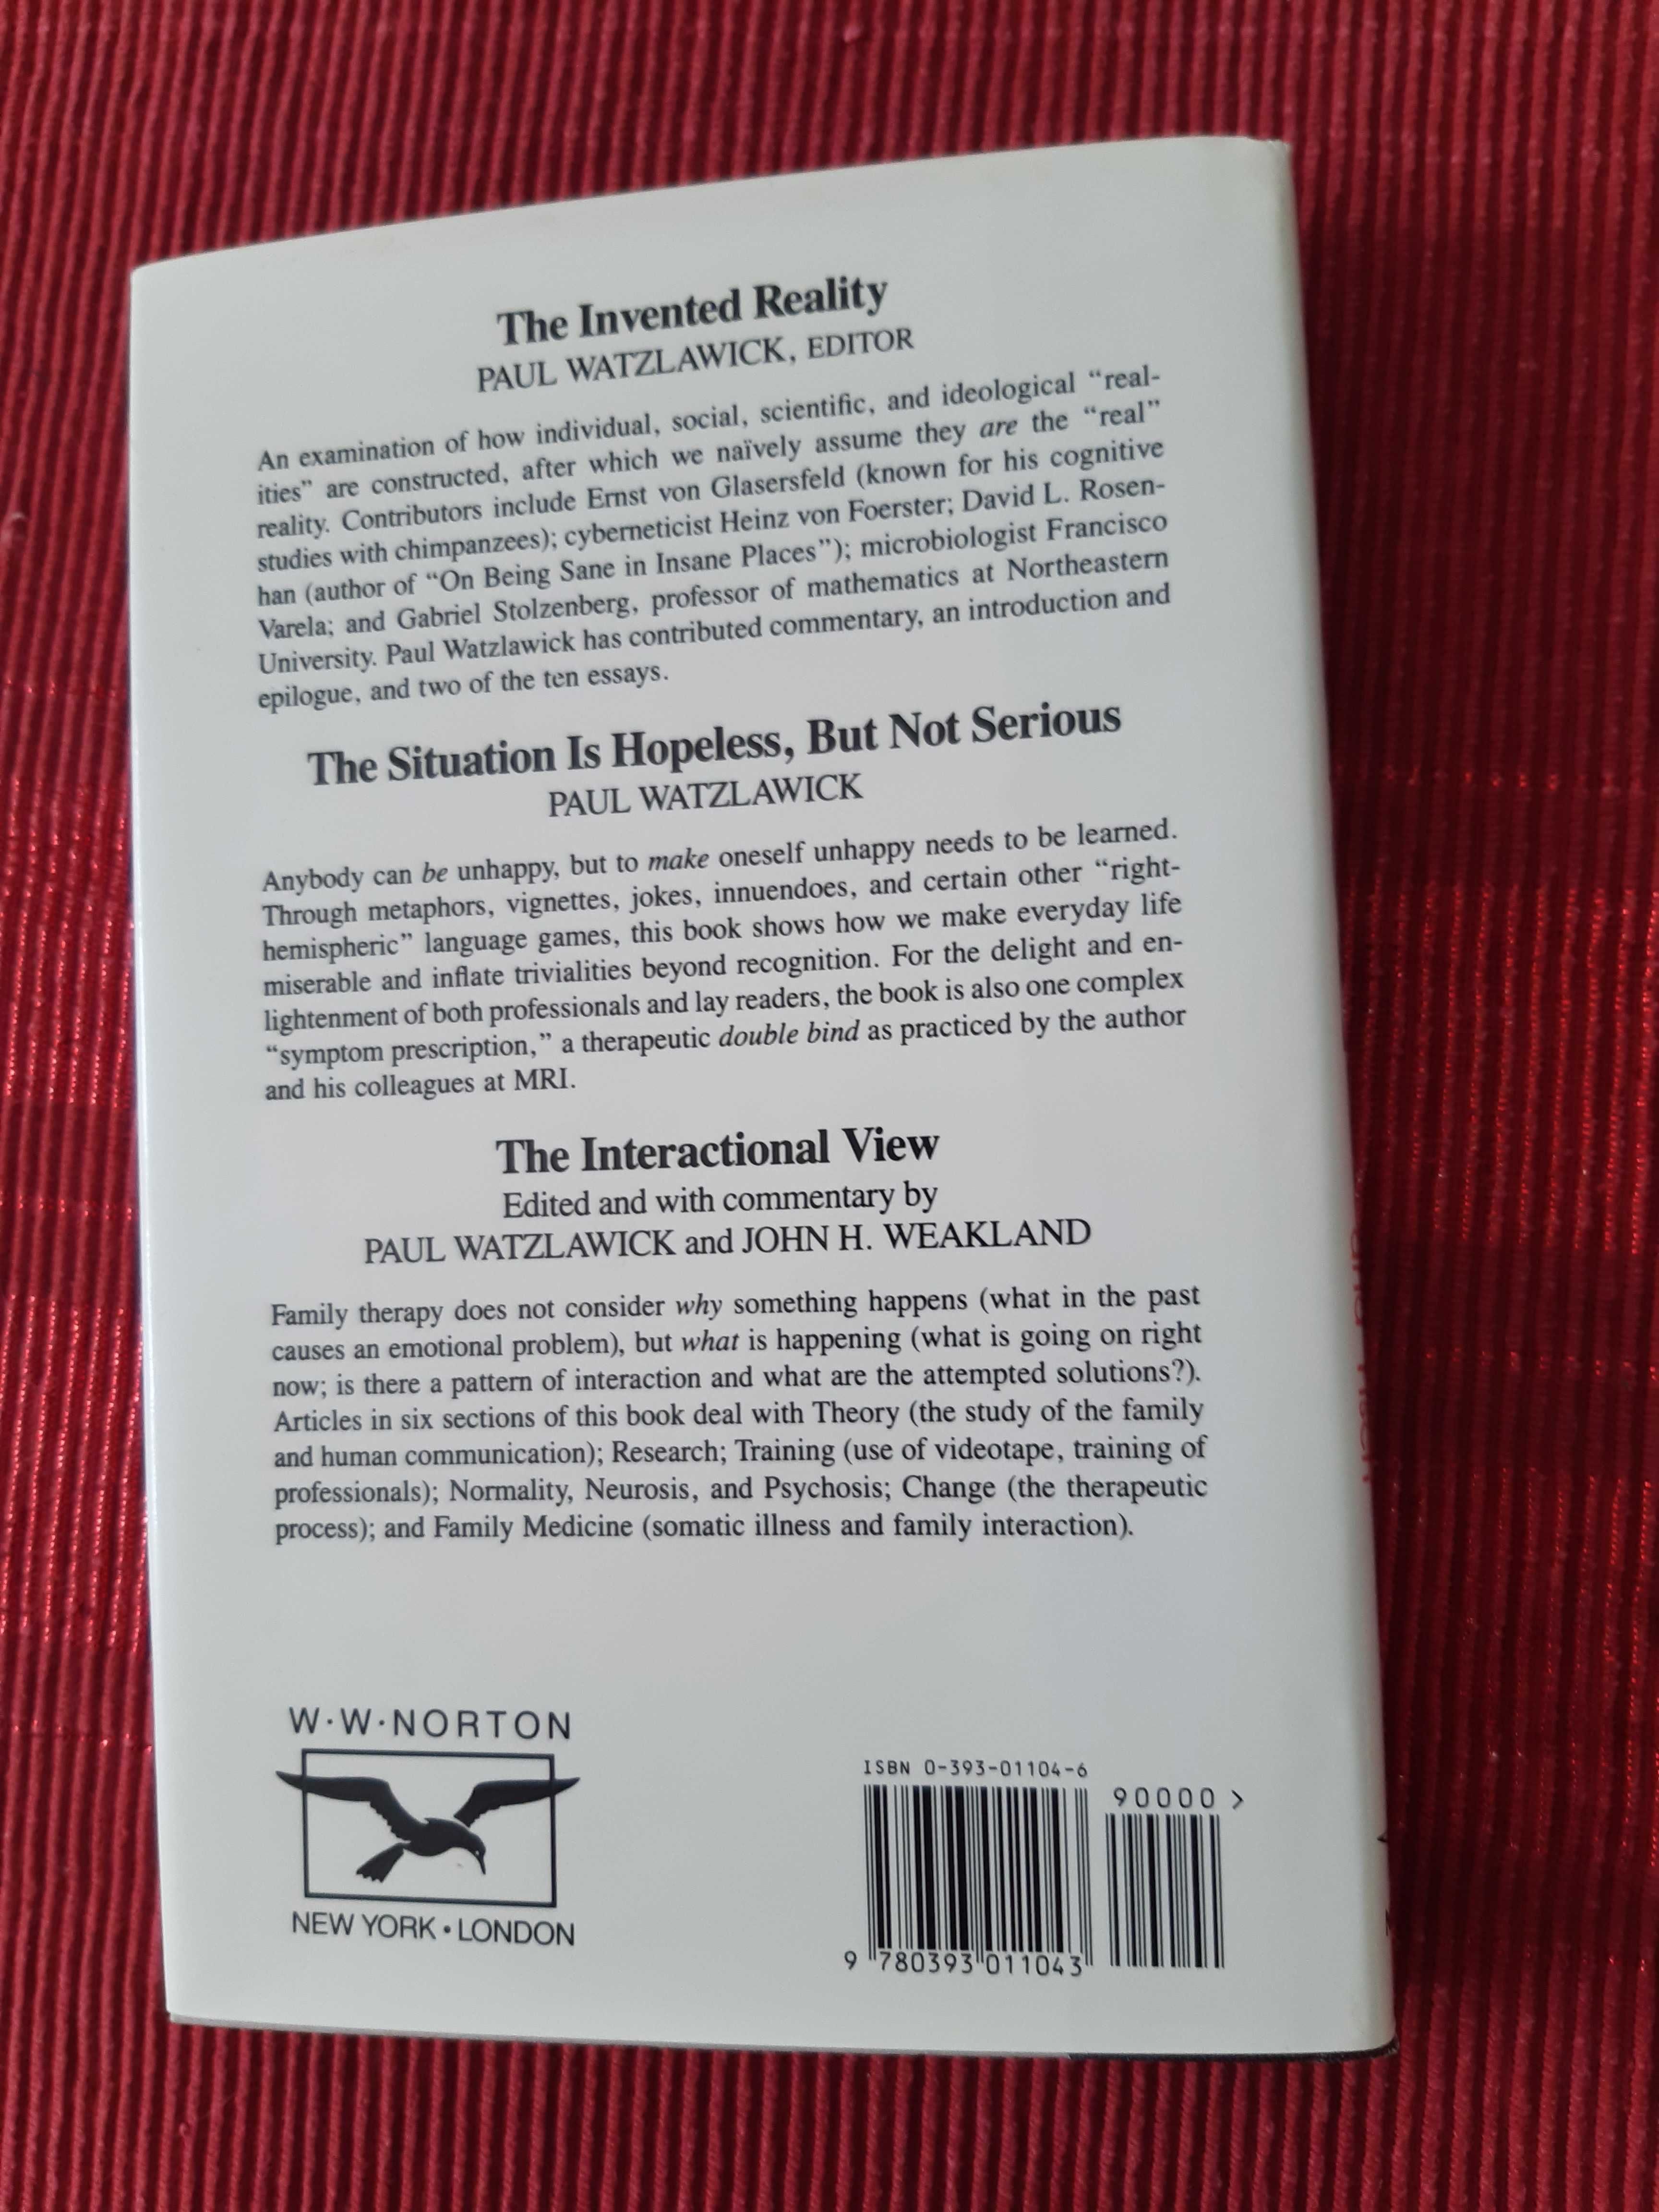 The Invented Reality
PAUL WATZLAWICK, EDITOR
An examination of how individual, social, scientific, and ideological “real-
ities” are constructed, after which we naïvely assume they are the “real”
reality. Contributors include Ernst von Glasersfeld (known for his cognitive
studies with chimpanzees); cyberneticist Heinz von Foerster; David L. Rosen-
han (author of “On Being Sane in Insane Places”); microbiologist Francisco
Varela; and Gabriel Stolzenberg, professor of mathematics at Northeastern
University. Paul Watzlawick has contributed commentary, an introduction and
epilogue, and two of the ten essays.
The Situation Is Hopeless, But Not Serious
PAUL WATZLAWICK
Anybody can be unhappy, but to make oneself unhappy needs to be learned.
Through metaphors, vignettes, jokes, innuendoes, and certain other “right-
hemispheric” language games, this book shows how we make everyday life
miserable and inflate trivialities beyond recognition. For the delight and en-
lightenment of both professionals and lay readers, the book is also one complex
“symptom prescription,” a therapeutic double bind as practiced by the author
and his colleagues at MRI.
The Interactional View
Edited and with commentary by
PAUL WATZLAWICK and JOHN H. WEAKLAND
Family therapy does not consider why something happens (what in the past
causes an emotional problem), but what is happening (what is going on right
now; is there a pattern of interaction and what are the attempted solutions?).
Articles in six sections of this book deal with Theory (the study of the family
and human communication); Research; Training (use of videotape, training of
professionals); Normality, Neurosis, and Psychosis; Change (the therapeutic
process); and Family Medicine (somatic illness and family interaction).
W·W·NORTON
NEW YORK • LONDON
ISBN 0-393-01104-6
90000 >
9 780393 011043